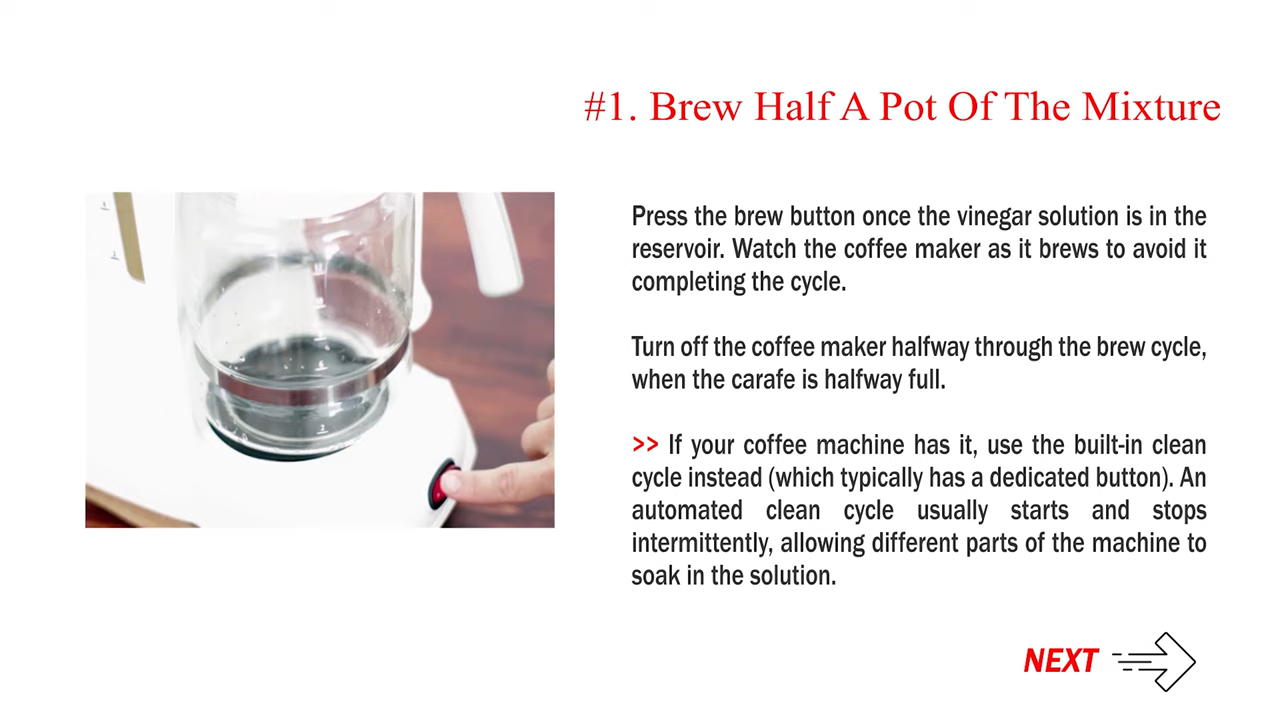 #1. Brew Half A Pot Of The Mixture
Press the brew button once the vinegar solution is in the
reservoir. Watch the coffee maker as it brews to avoid it
completing the cycle.
Turn off the coffee maker halfway through the brew cycle,
when the carafe is halfway full.
>> If your coffee machine has it, use the built-in clean
cycle instead (which typically has a dedicated button). An
automated clean cycle usually starts and stops
intermittently, allowing different parts of the machine to
soak in the solution.
NEXT